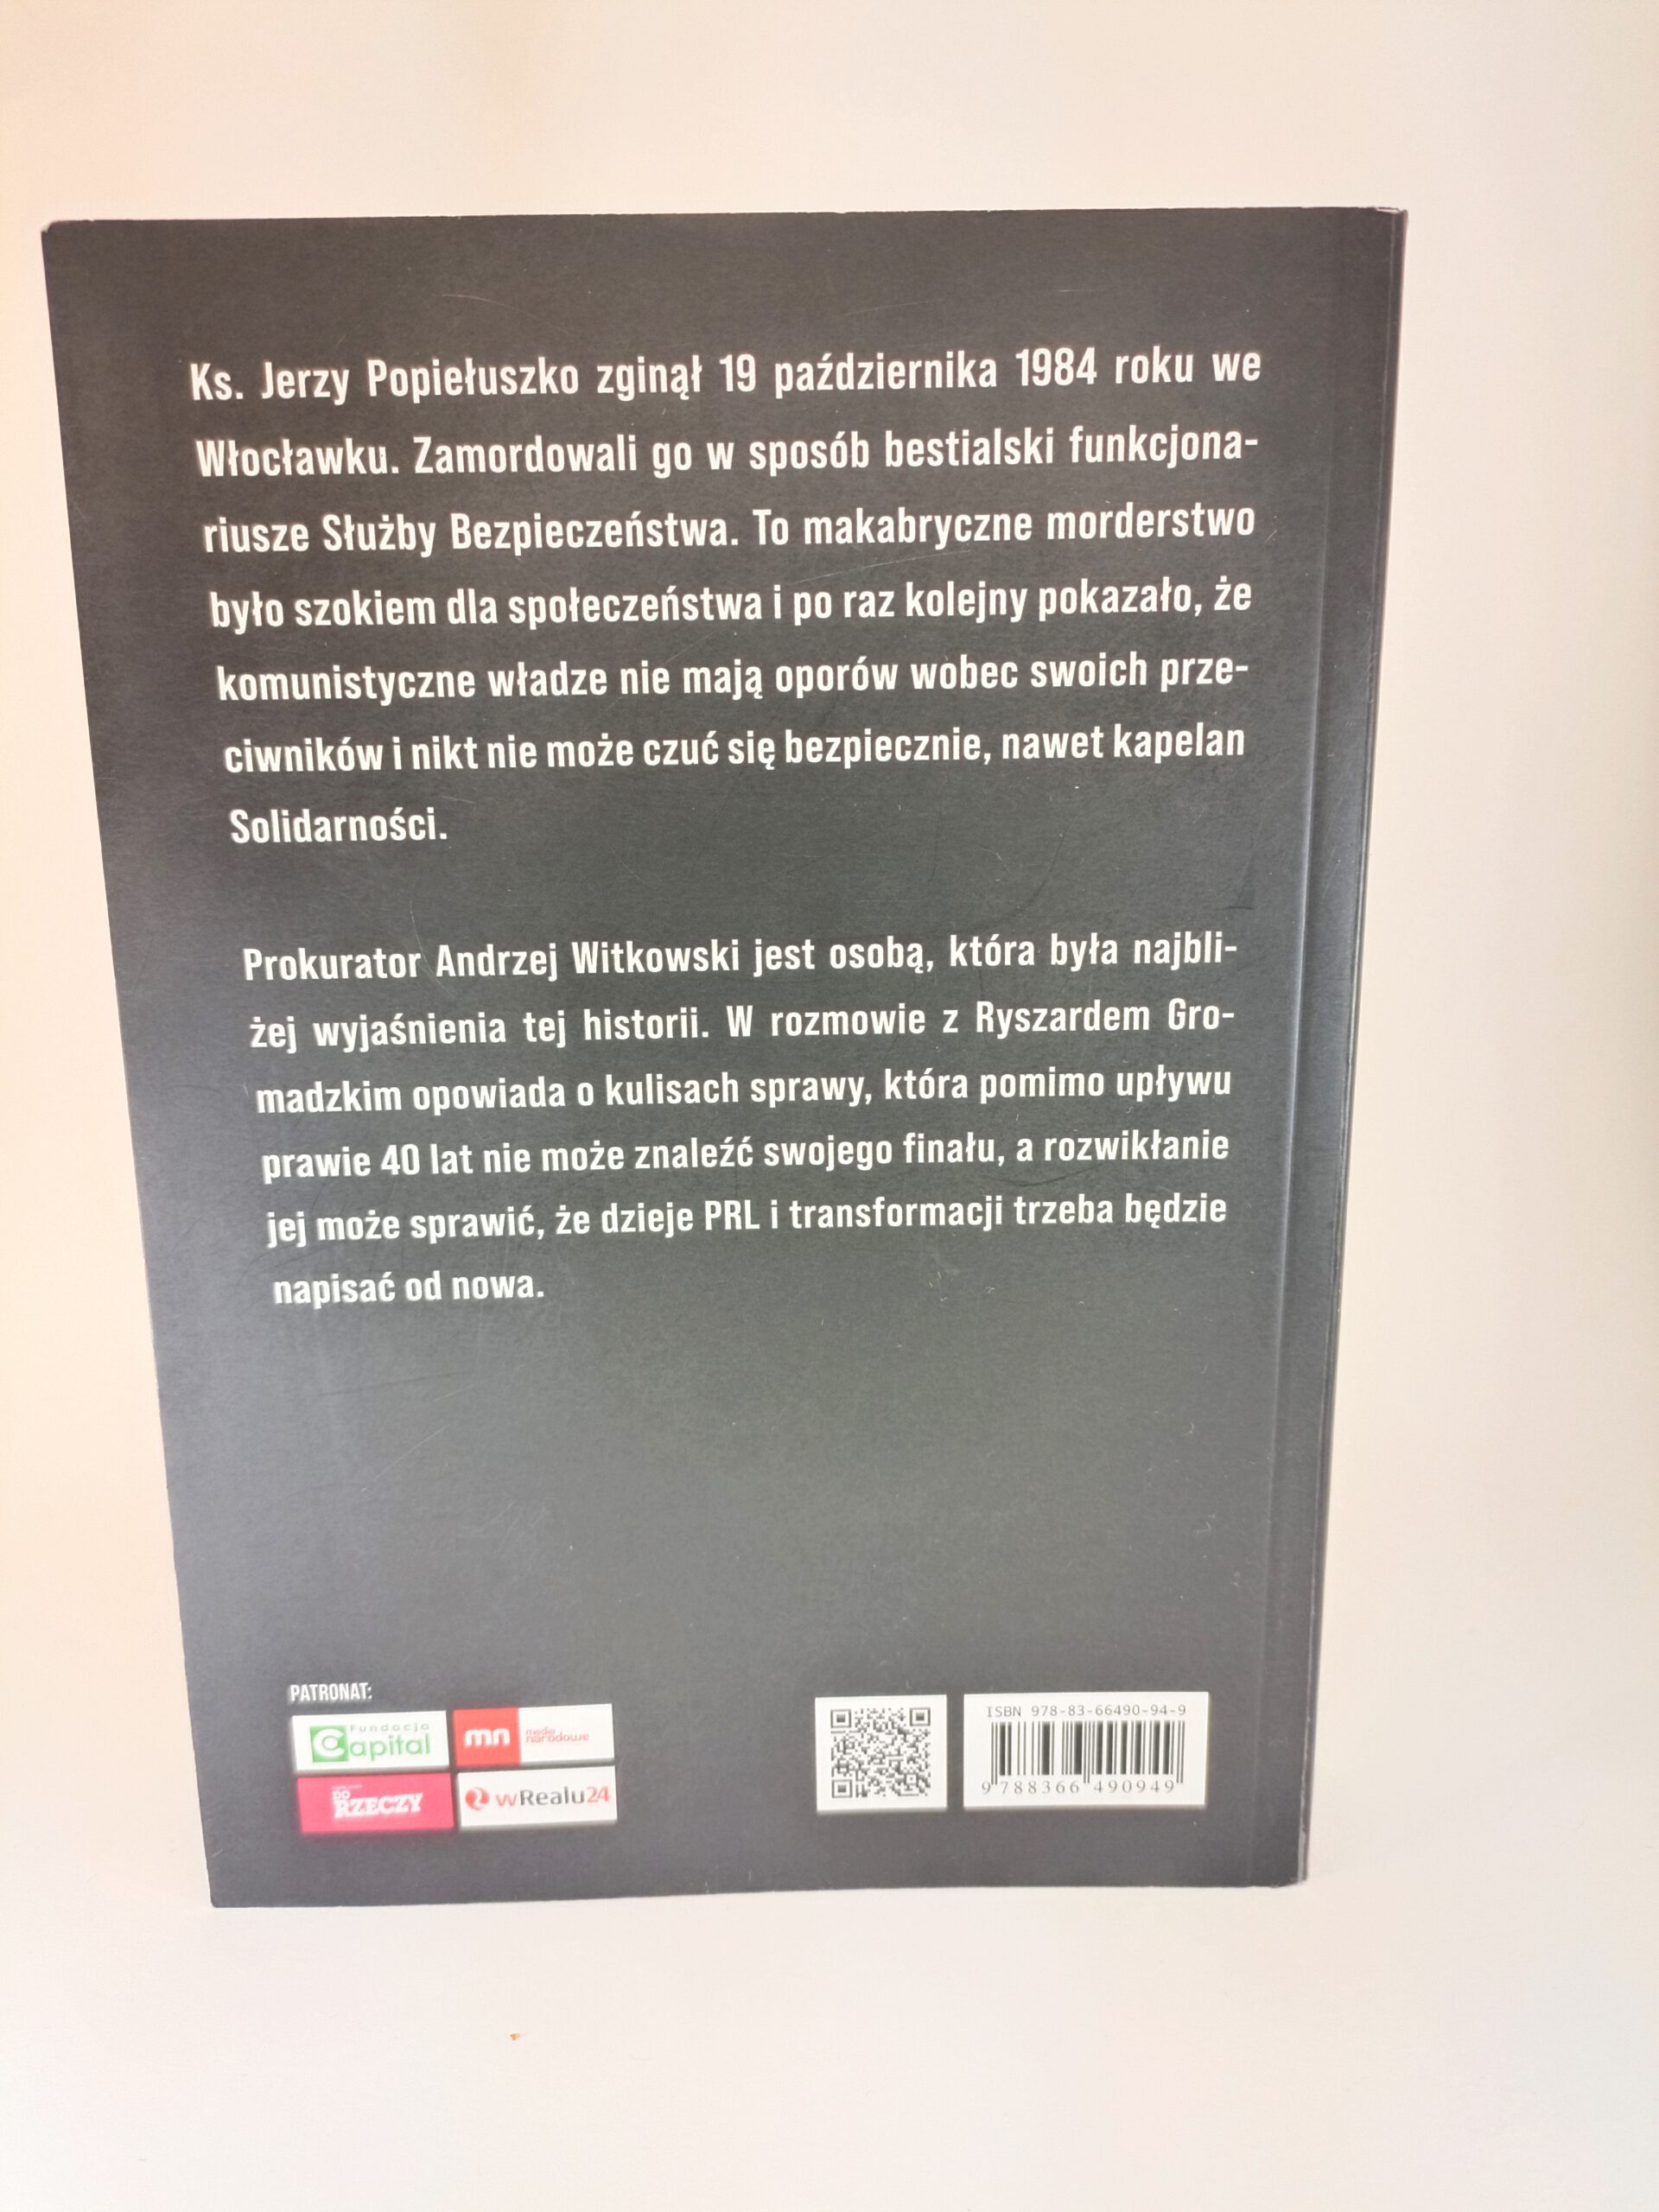 Ks. Jerzy Popiełuszko zginął 19 października 1984 roku we
Włocławku. Zamordowali go w sposób bestialski funkcjona-
riusze Służby Bezpieczeństwa. To makabryczne morderstwo
było szokiem dla społeczeństwa i po raz kolejny pokazało, że
komunistyczne władze nie mają oporów wobec swoich prze-
ciwników i nikt nie może czuć się bezpiecznie, nawet kapelan
Solidarności.
Prokurator Andrzej Witkowski jest osobą, która była najbli-
żej wyjaśnienia tej historii. W rozmowie z Ryszardem Gro-
madzkim opowiada o kulisach sprawy, która pomimo upływu
prawie 40 lat nie może znaleźć swojego finału, a rozwikłanie
jej może sprawić, że dzieje PRL i transformacji trzeba będzie
napisać od nowa.
PATRONAT:
Fundacja
Capital
mn
media
narodowe
DO
RZECZY
wRealu24
ISBN 978-83-66490-94-9
9 788366 490949